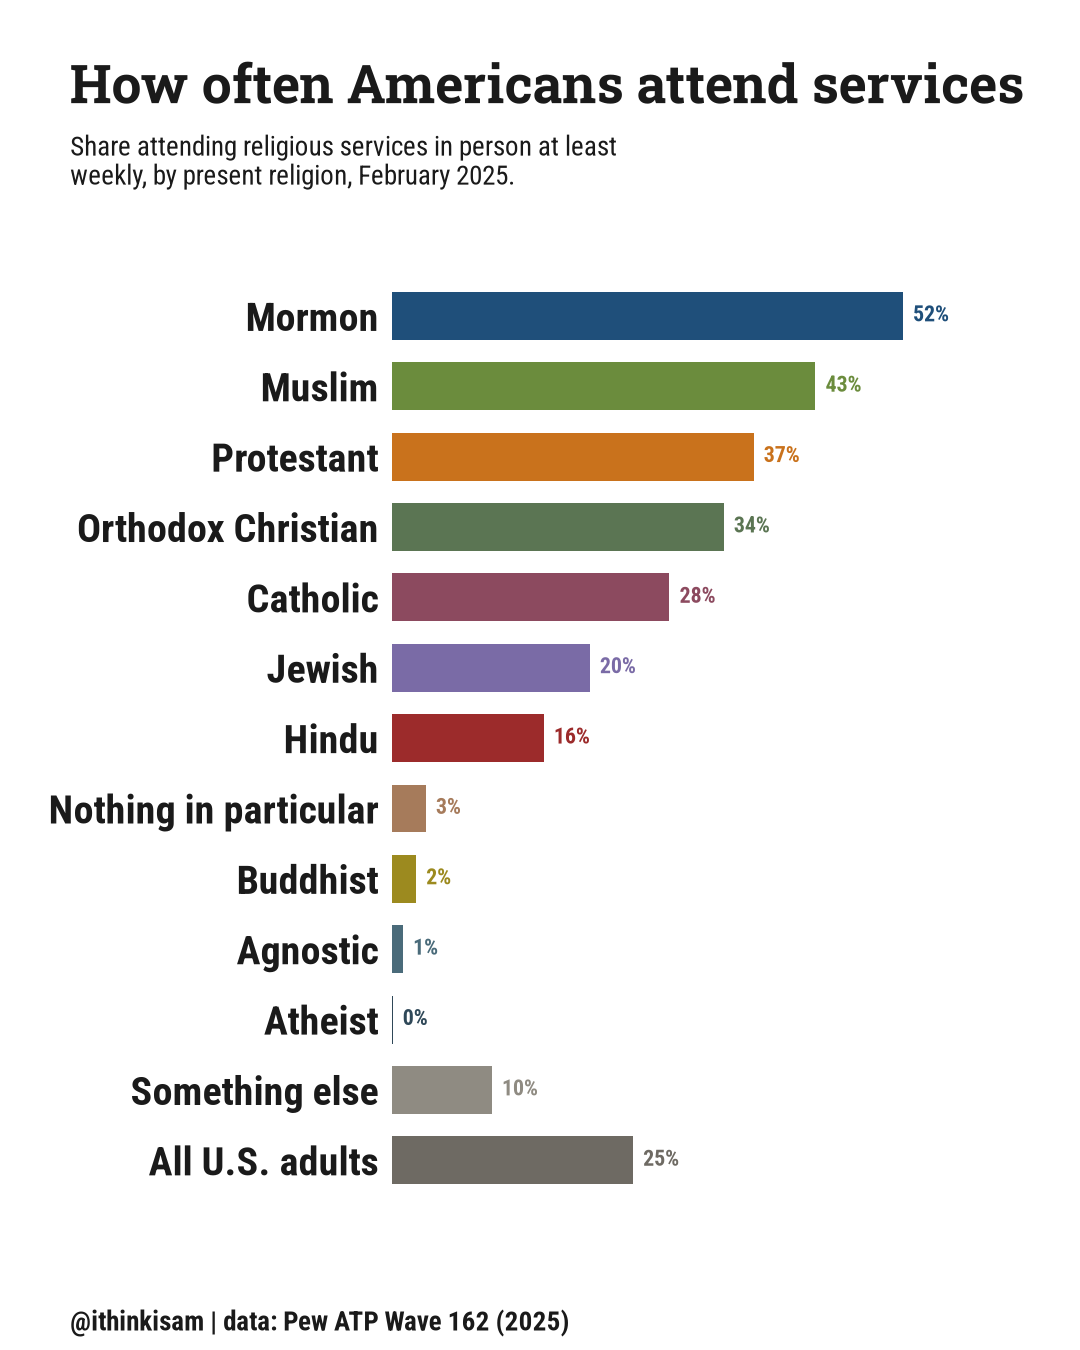 How often Americans attend services
Share attending religious services in person at least
weekly, by present religion, February 2025.
Mormon 52%
Muslim 43%
Protestant 37%
Orthodox Christian 34%
Catholic 28%
Jewish 20%
Hindu 16%
Nothing in particular 3%
Buddhist 2%
Agnostic 1%
Atheist 0%
Something else 10%
All U.S. adults 25%
@ithinkisam | data: Pew ATP Wave 162 (2025)